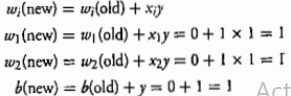 wᵢ(new) = wᵢ(old) + xᵢy
w₁(new) = w₁(old) + x₁y = 0 + 1 × 1 = 1
w₂(new) = w₂(old) + x₂y = 0 + 1 × 1 = 1
b(new) = b(old) + y = 0 + 1 = 1
Act